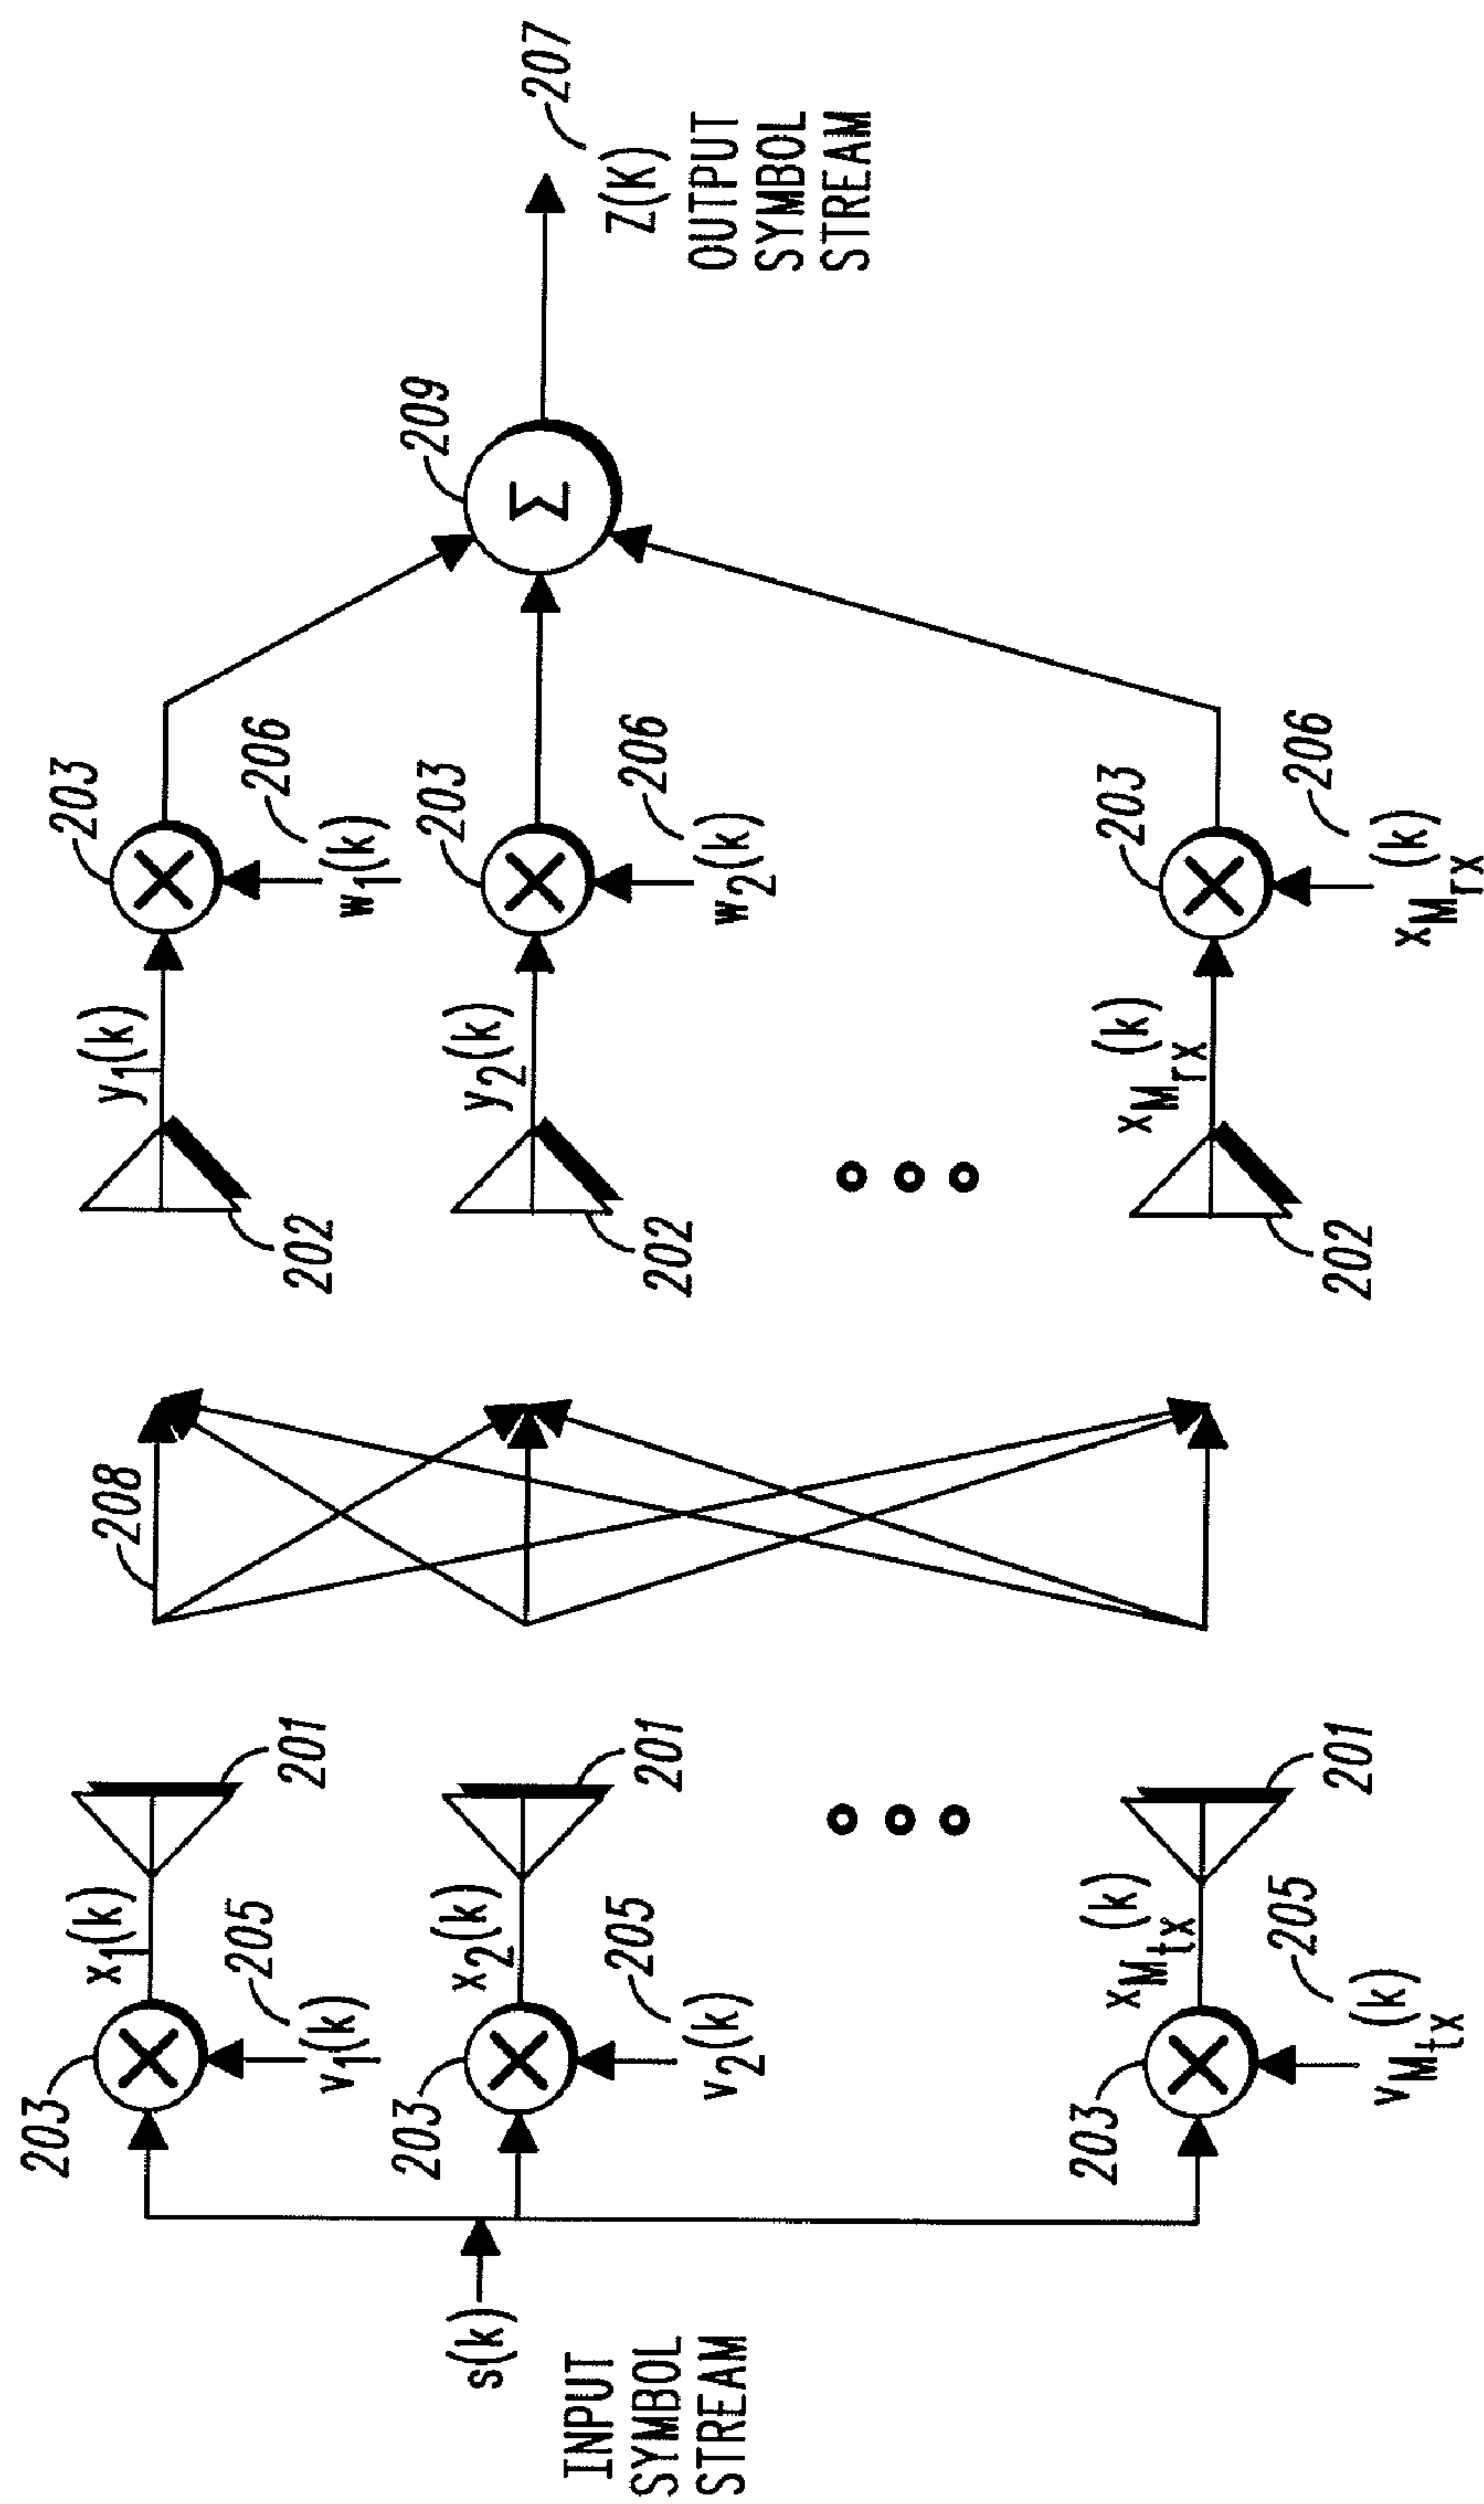 s(k)
INPUT
SYMBOL
STREAM
203
v1(k)
205
x1(k)
201
203
v2(k)
205
x2(k)
201
203
vMtx(k)
205
xMtx(k)
201
208
202
y1(k)
203
w1(k)
206
202
y2(k)
203
w2(k)
206
202
xMrx(k)
203
xMrx(k)
206
Σ
209
207
Z(K)
OUTPUT
SYMBOL
STREAM